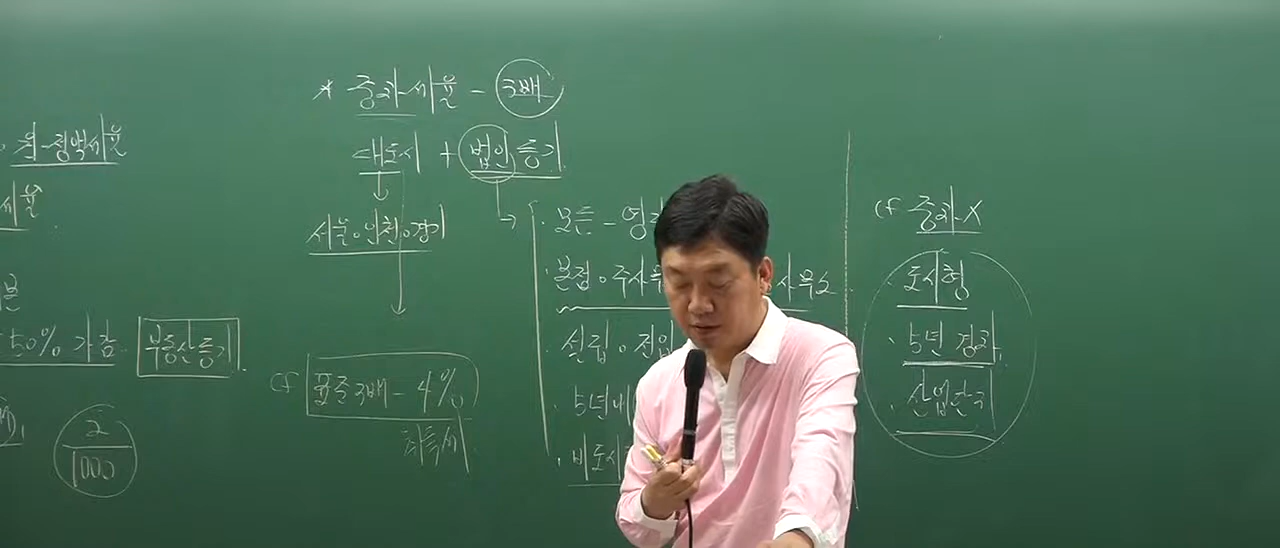 정액세율
세율
50% 가감
부동산등기
2
1000
* 중과세율 - 3배
대도시 + 법인등기
서울·인천·경기
cf 표준3배 - 4%
취득세
· 모든 - 영
· 본점·주사무 사무소
· 설립·전입
· 5년내
· 비도시
cf 중과X
도시형
· 5년 경과
· 산업단지